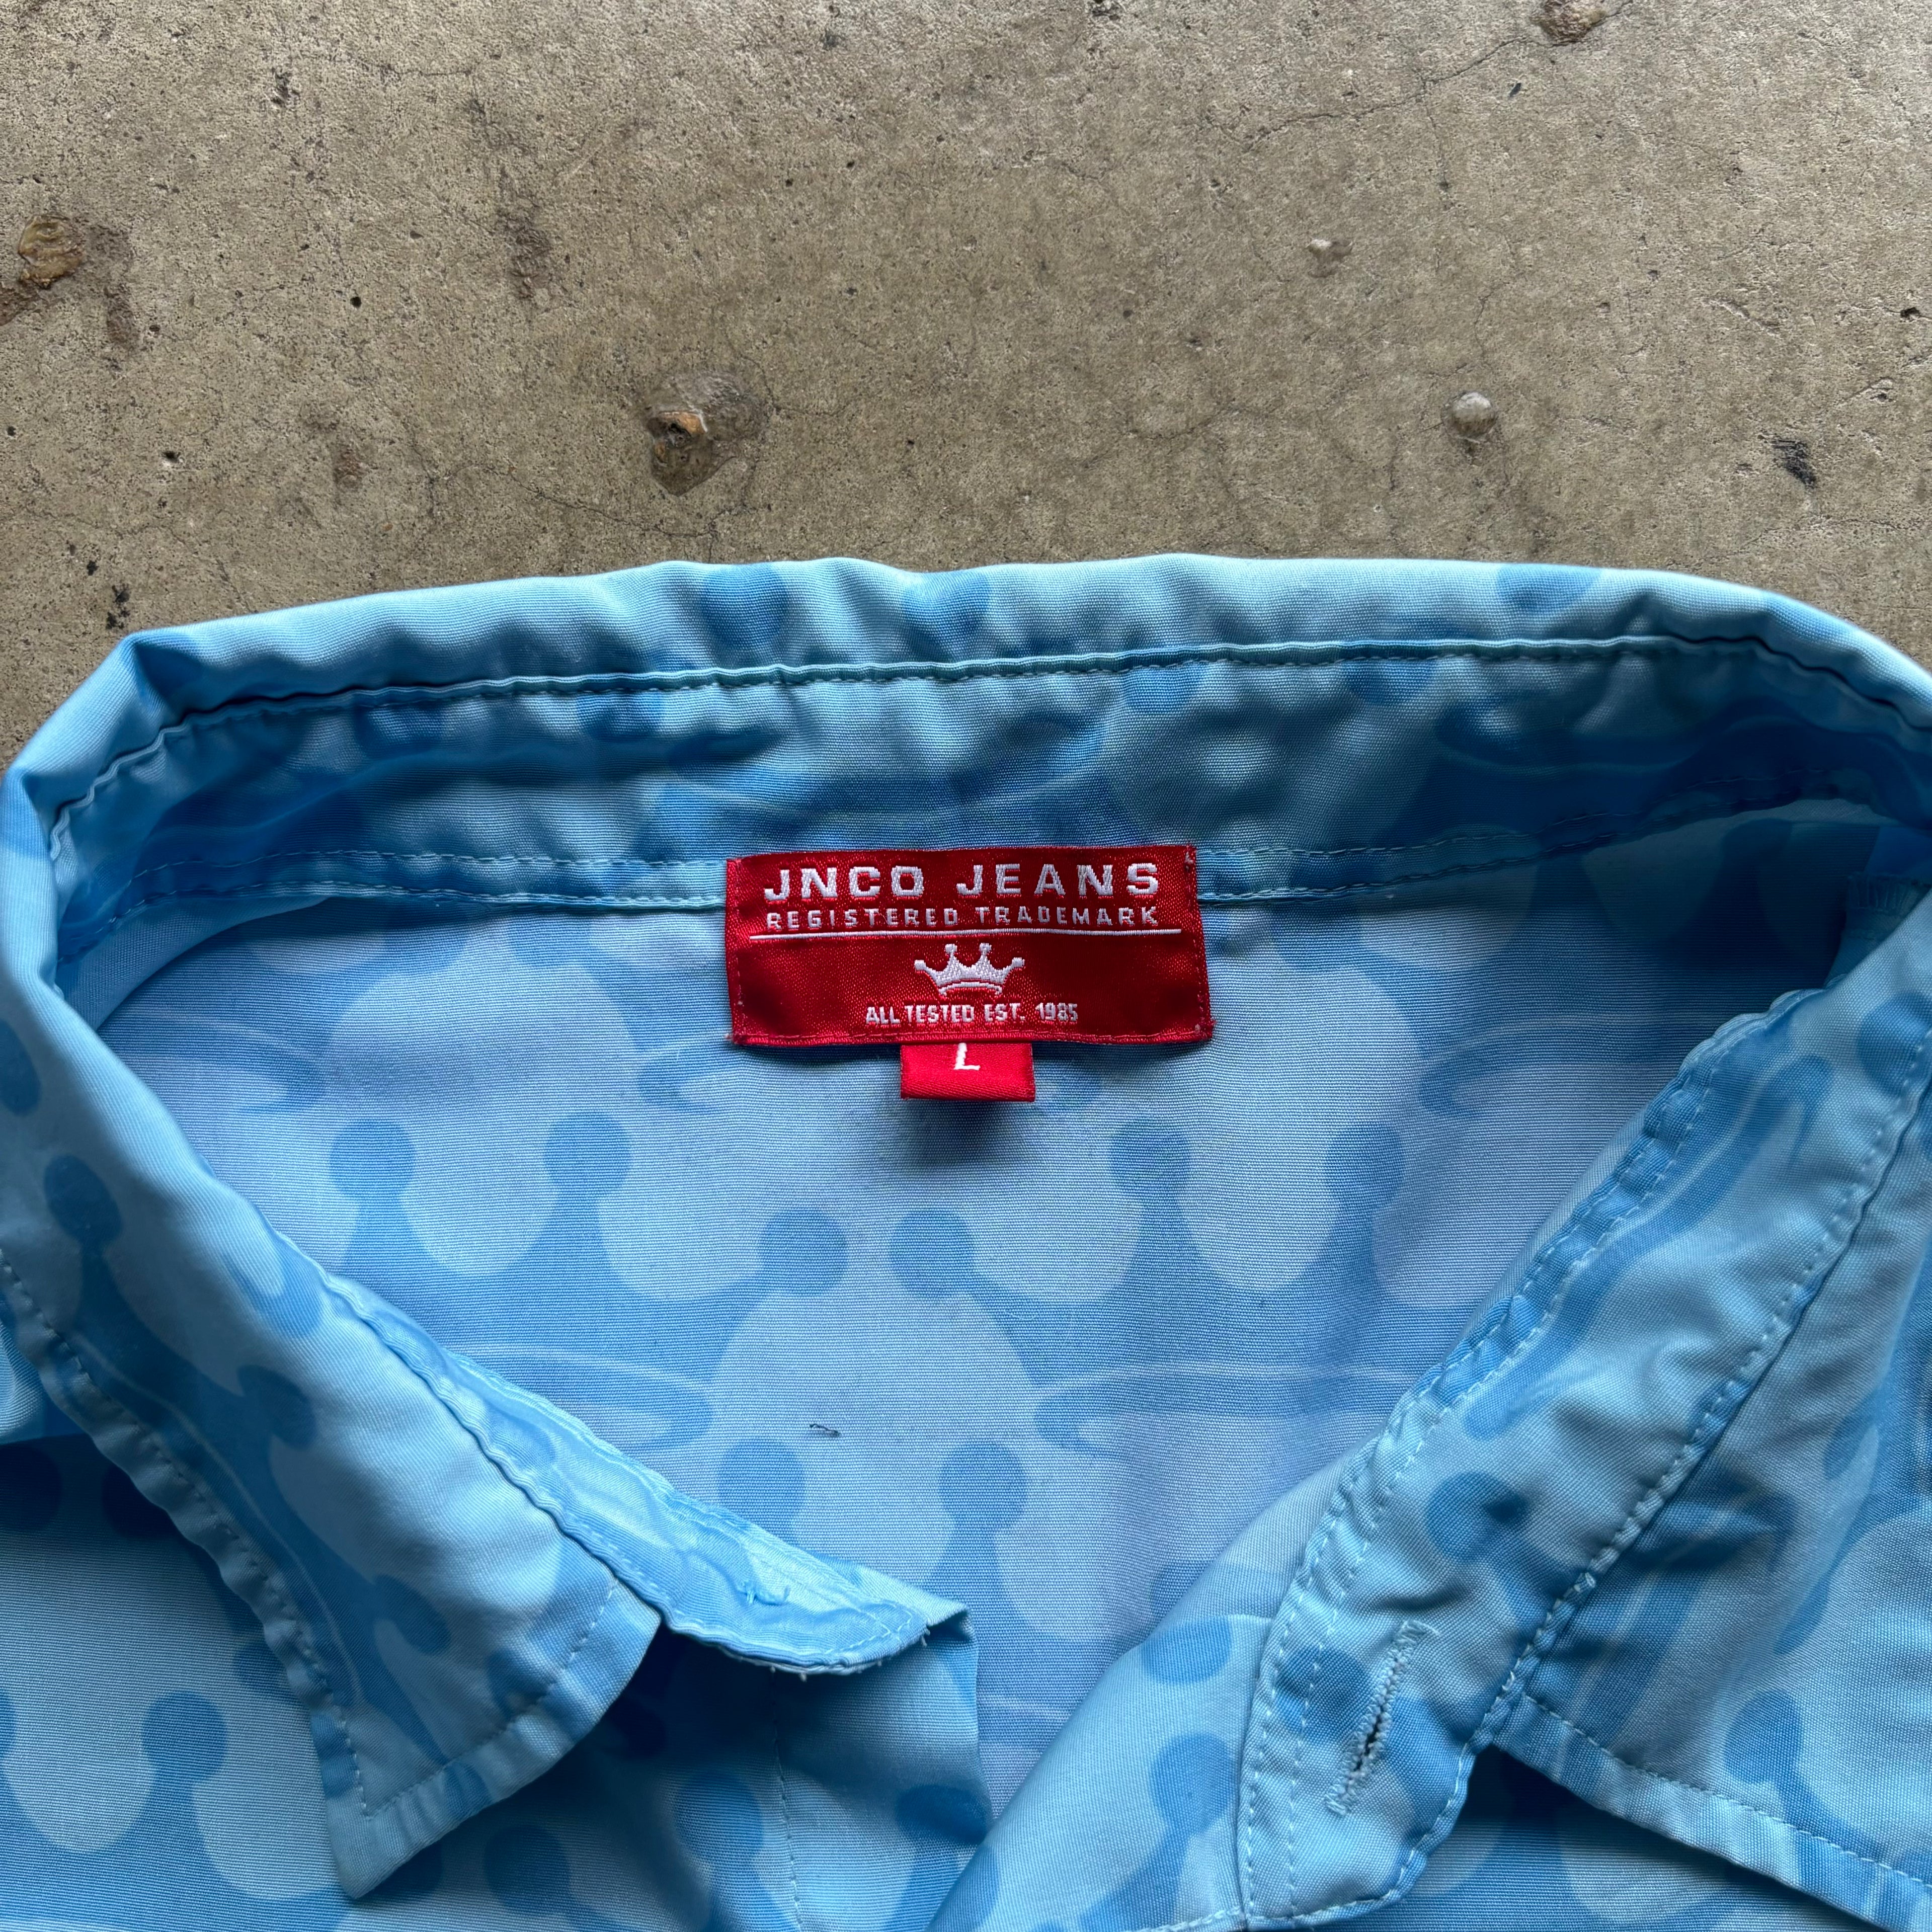 JNCO JEANS
REGISTERED TRADEMARK
ALL TESTED EST. 1985
L